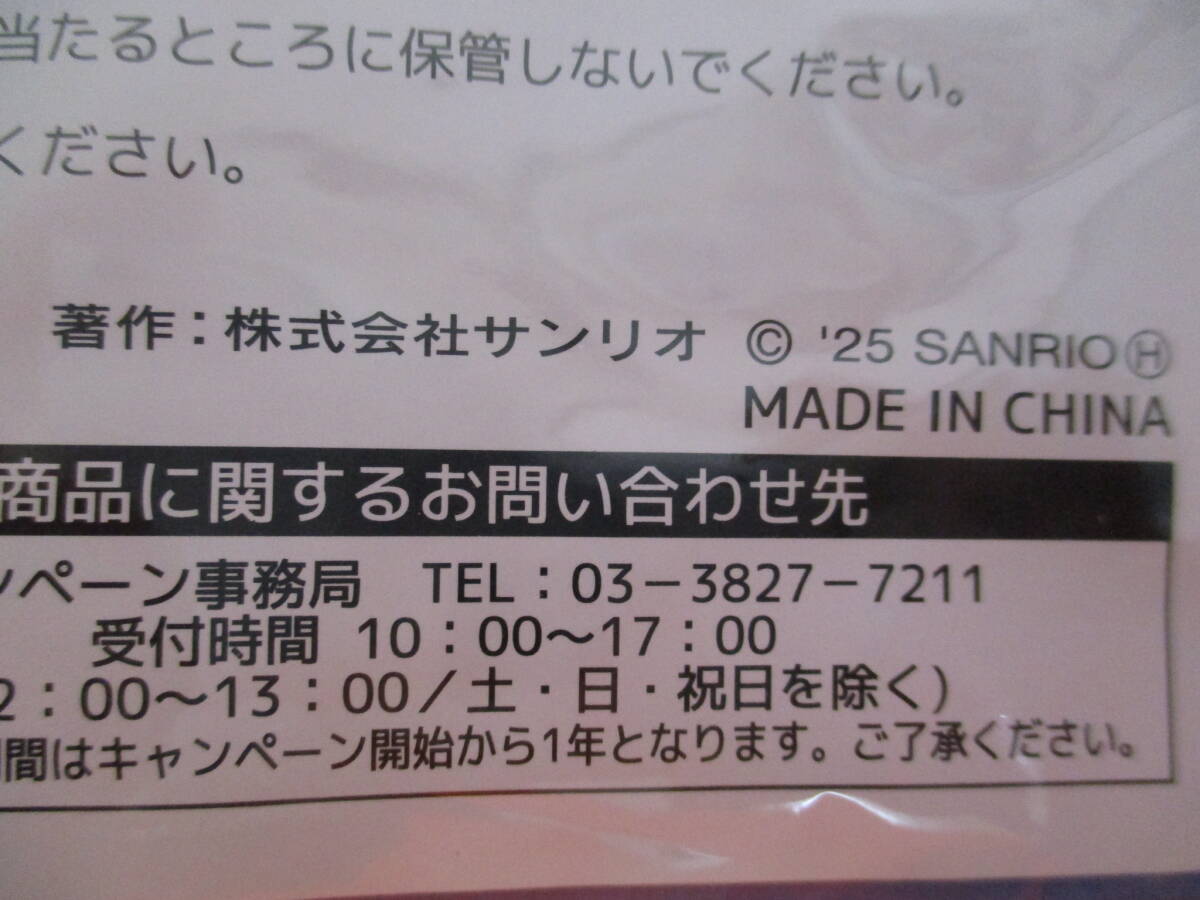 当たるところに保管しないでください。
ください。
著作：株式会社サンリオ © '25 SANRIO Ⓗ
MADE IN CHINA
商品に関するお問い合わせ先
ンペーン事務局　TEL：03－3827－7211
受付時間 10：00～17：00
2：00～13：00／土・日・祝日を除く)
間はキャンペーン開始から1年となります。ご了承ください。